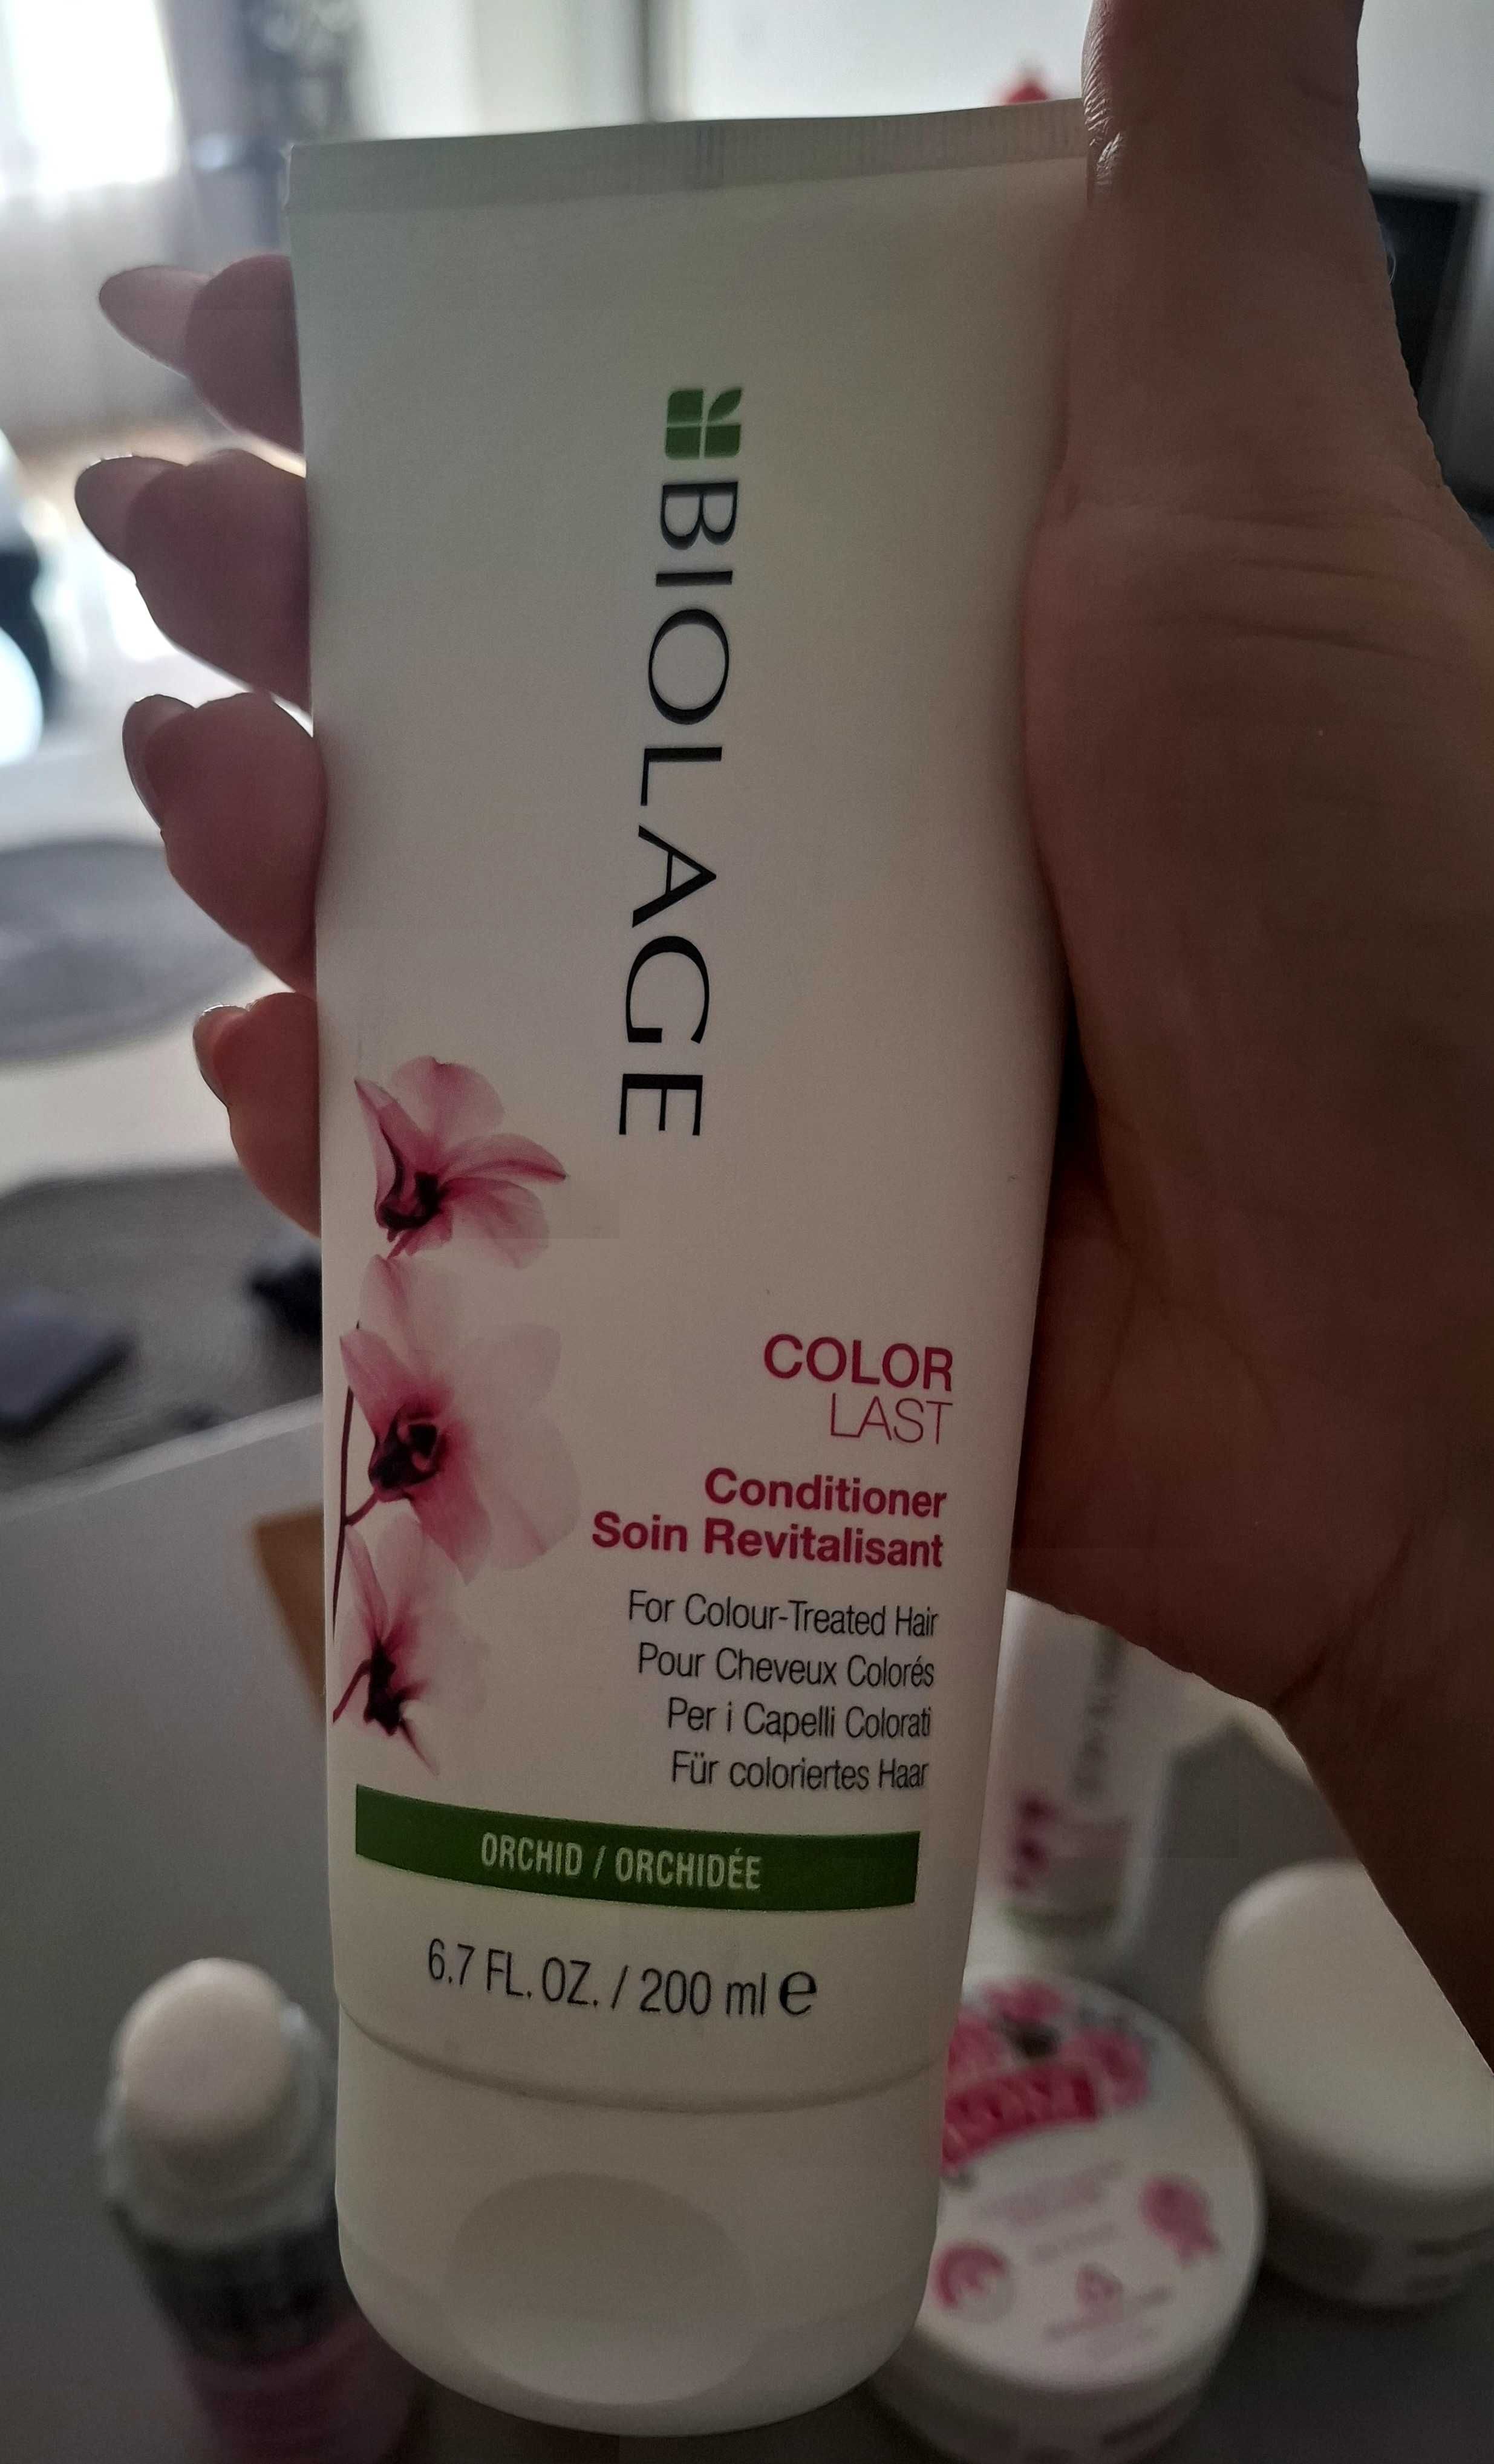 BIOLAGE
COLOR
LAST
Conditioner
Soin Revitalisant
For Colour-Treated Hair
Pour Cheveux Colorés
Per i Capelli Colorati
Für coloriertes Haar
ORCHID / ORCHIDÉE
6.7 FL. OZ. / 200 ml e